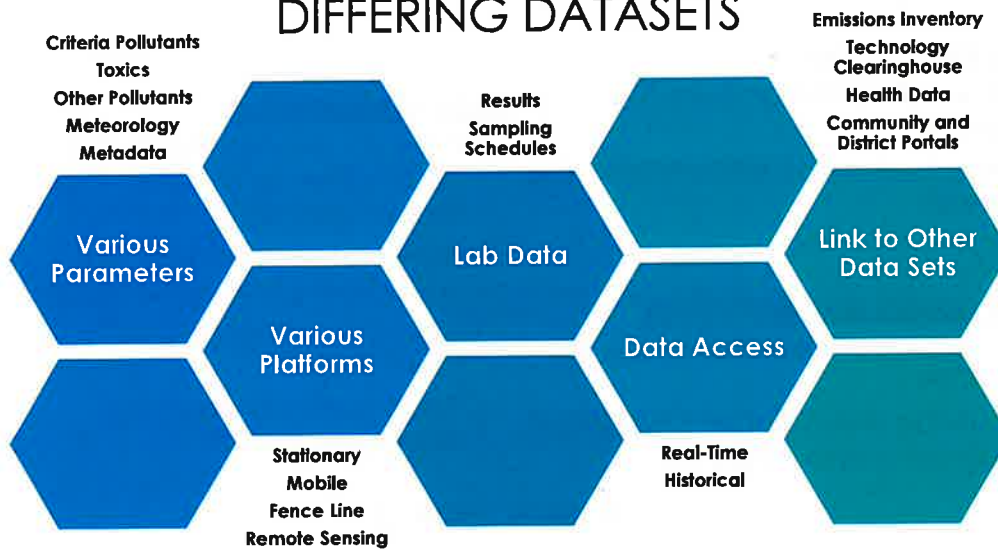 DIFFERING DATASETS
Criteria Pollutants
Toxics
Other Pollutants
Meteorology
Metadata
Various
Parameters
Various
Platforms
Stationary
Mobile
Fence Line
Remote Sensing
Results
Sampling
Schedules
Lab Data
Data Access
Real-Time
Historical
Emissions Inventory
Technology
Clearinghouse
Health Data
Community and
District Portals
Link to Other
Data Sets